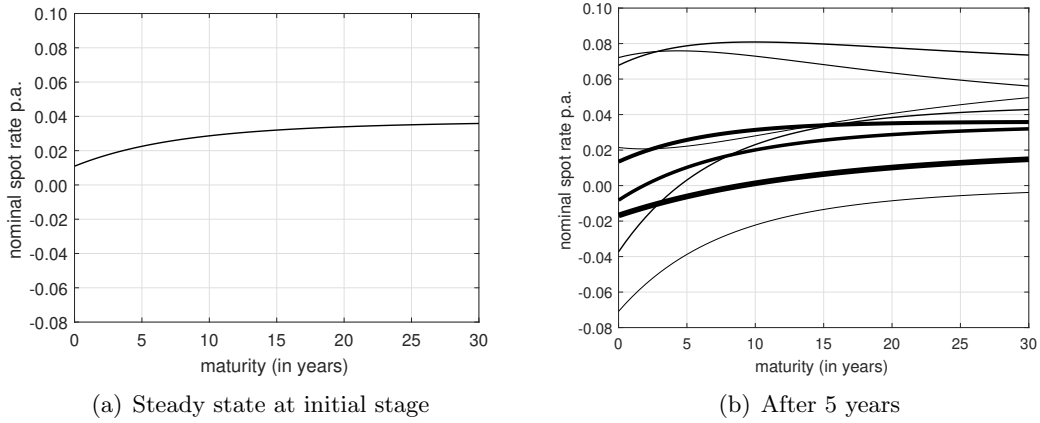 0.10
0.08
0.06
0.04
0.02
0.00
-0.02
-0.04
-0.06
-0.08
nominal spot rate p.a.
0 5 10 15 20 25 30
maturity (in years)
(a) Steady state at initial stage
0.10
0.08
0.06
0.04
0.02
0.00
-0.02
-0.04
-0.06
-0.08
nominal spot rate p.a.
0 5 10 15 20 25 30
maturity (in years)
(b) After 5 years